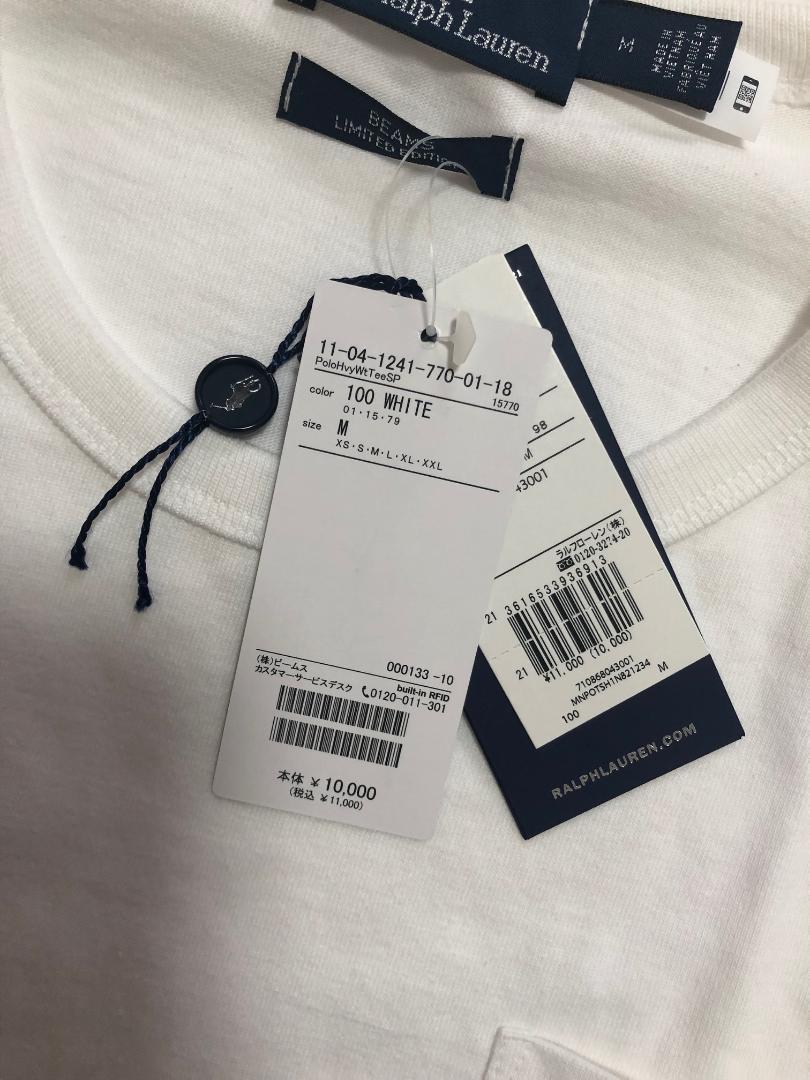 Ralph Lauren
M
MADE IN
VIETNAM
FABRIQUÉ AU
VIÊT NAM
BEAMS
LIMITED EDITION
11-04-1241-770-01-18
PoloHvyWtTeeSP
15770
color 100 WHITE
01・15・79
size M
XS・S・M・L・XL・XXL
(株)ビームス
カスタマーサービスデスク
000133 -10
built-in RFID
0120-011-301
本体 ¥ 10,000
(税込 ¥ 11,000)
98
M
43001
ラルフローレン(株)
0120-3274-20
21 3616533936913
21 ¥11.000 (10.000)
710868043001
MNPOTSH1N821234 M
100
RALPHLAUREN.COM